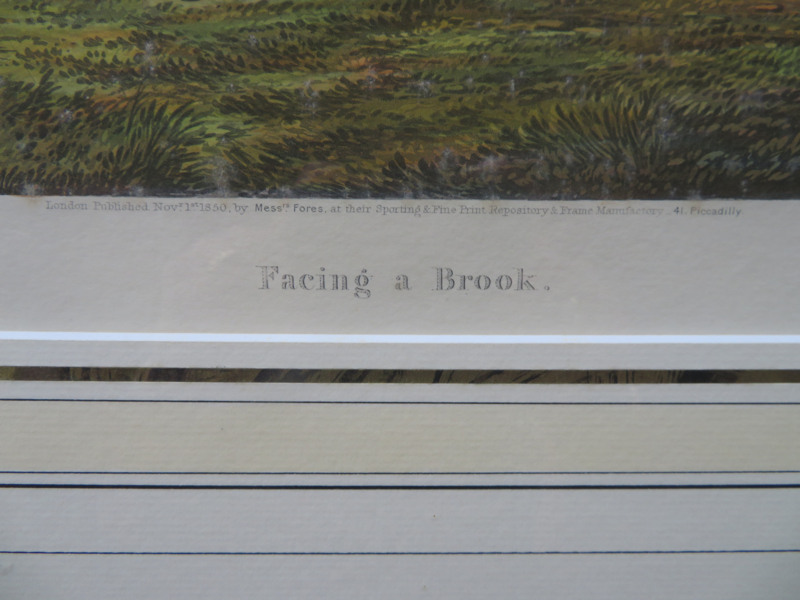 London Published Novr. 1st. 1850, by Messrs. Fores, at their Sporting & Fine Print Repository & Frame Manufactory, 41, Piccadilly
Facing a Brook.